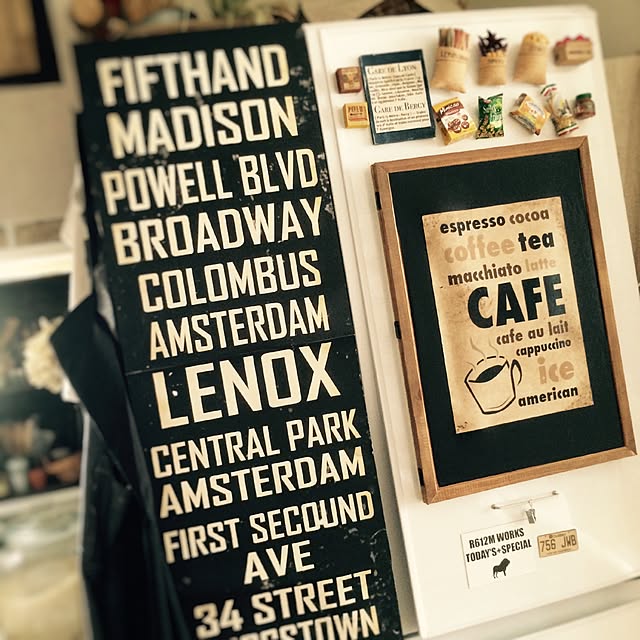 FIFTHAND
MADISON
POWELL BLVD
BROADWAY
COLOMBUS
AMSTERDAM
LENOX
CENTRAL PARK
AMSTERDAM
FIRST SECOUND
AVE
34 STREET
GARE DE LYON
GARE DE BERCY
espresso cocoa
coffee tea
macchiato latte
CAFE
cafe au lait
cappuccino
ice
american
R612M WORKS
TODAY'S+SPECIAL
756 JWB